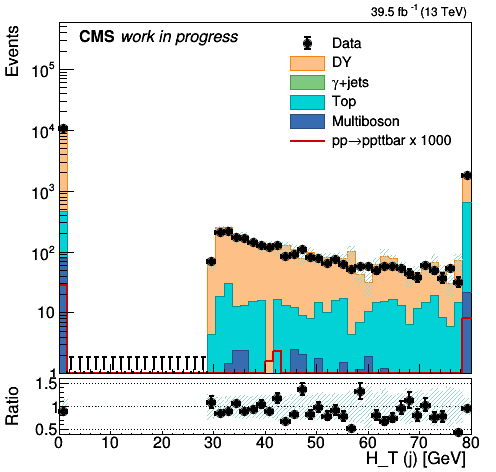 39.5 fb⁻¹ (13 TeV)
CMS work in progress
Events
Data
DY
γ+jets
Top
Multiboson
pp→ppttbar x 1000
10⁵
10⁴
10³
10²
10
1
Ratio
1.5
1
0.5
0 10 20 30 40 50 60 70 80
H_T (j) [GeV]